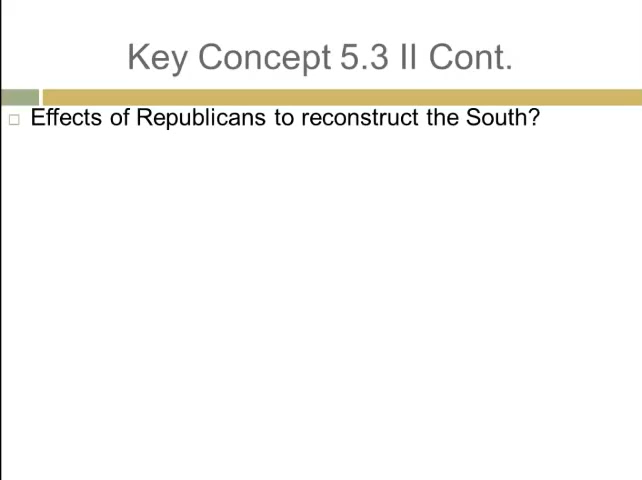 Key Concept 5.3 II Cont.
Effects of Republicans to reconstruct the South?